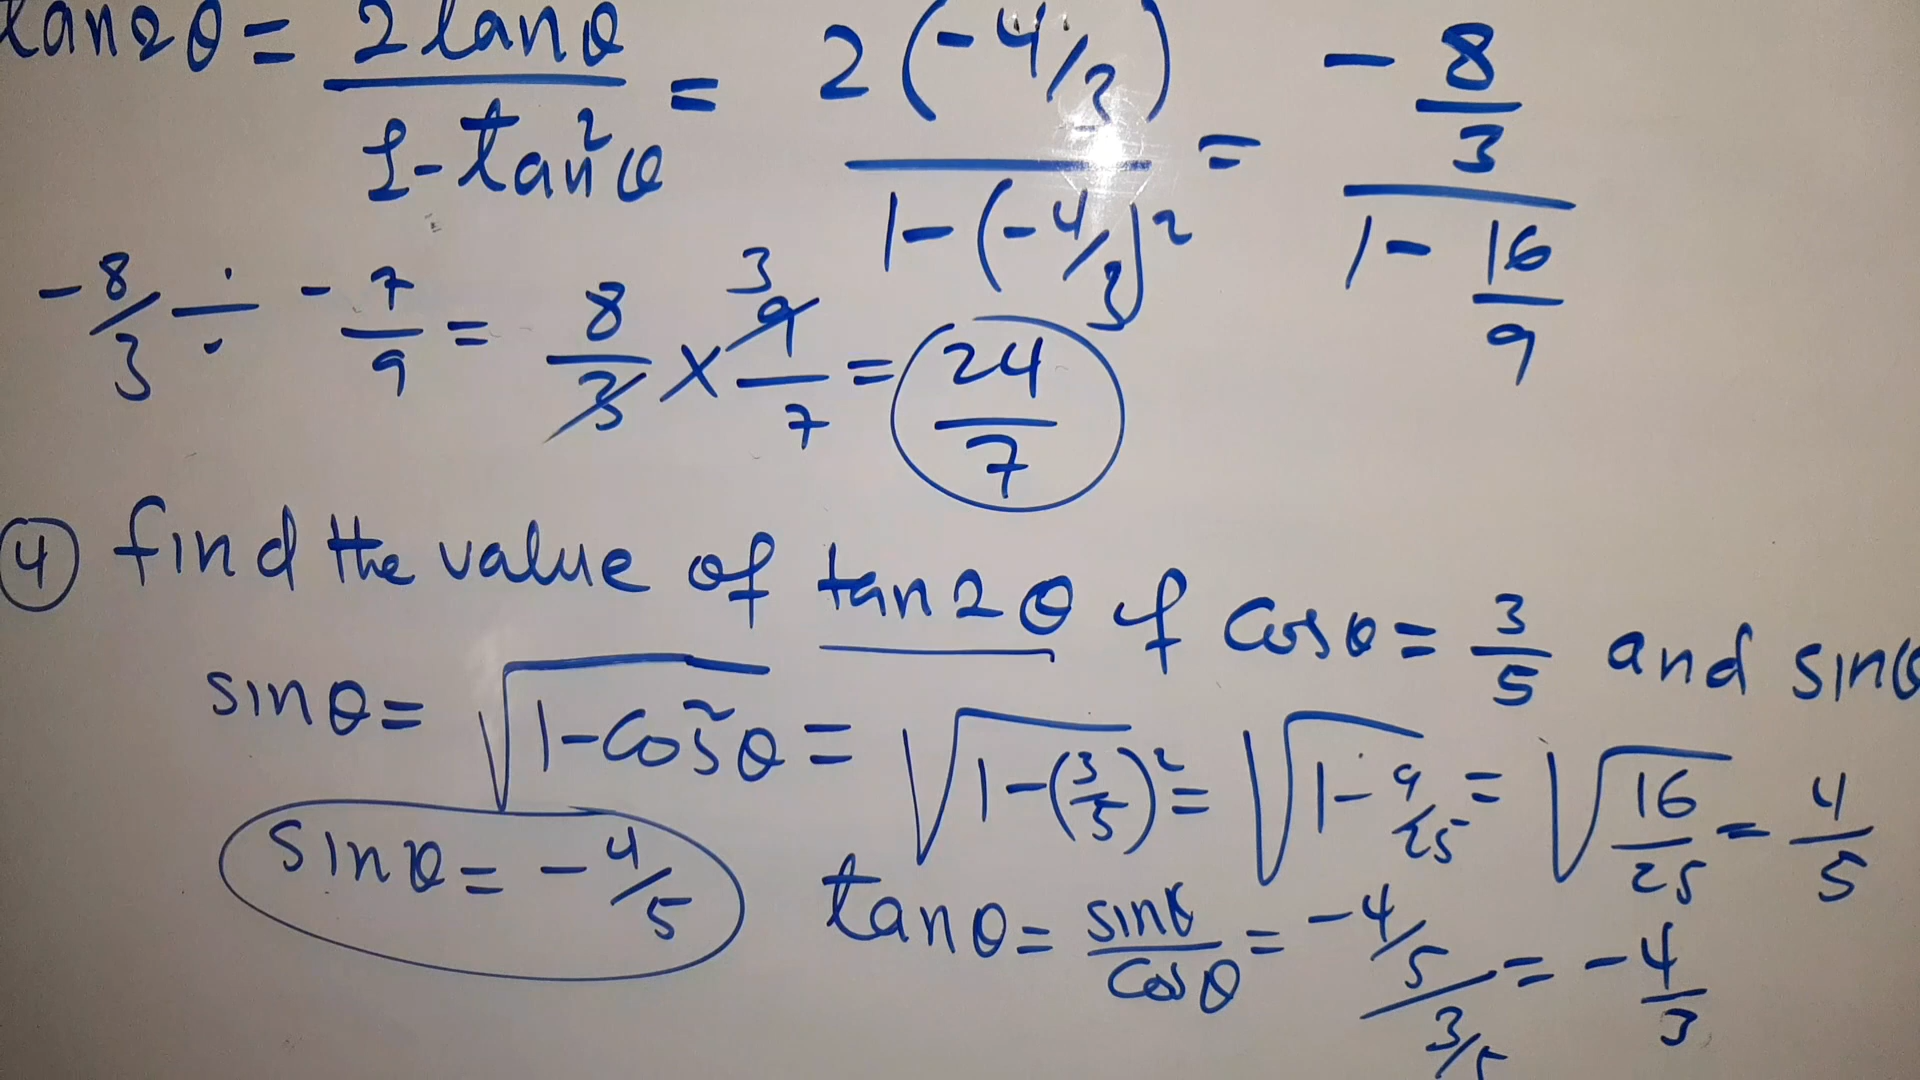 tan2θ = 2tanθ / 1-tan²θ = 2(-4/3) / 1-(-4/3)² = -8/3 / 1-16/9
-8/3 ÷ -7/9 = 8/3 × 9/7 3 = 24/7
④ find the value of tan2θ if cosθ = 3/5 and sinθ
sinθ = √1-cos²θ = √1-(3/5)² = √1-9/25 = √16/25 = 4/5
sinθ = -4/5
tanθ = sinθ/cosθ = -4/5 / 3/5 = -4/3